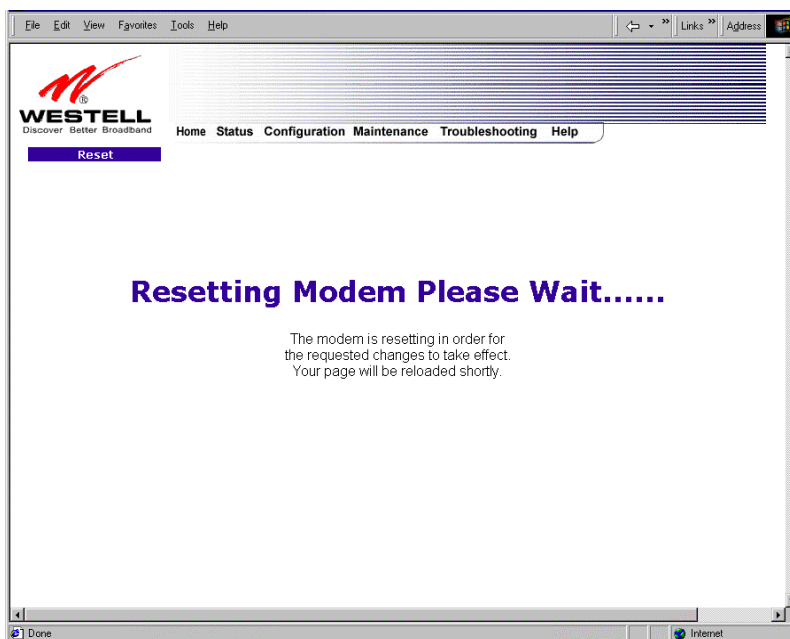 File Edit View Favorites Tools Help » Links » Address
WESTELL ®
Discover Better Broadband
Home Status Configuration Maintenance Troubleshooting Help
Reset
Resetting Modem Please Wait......
The modem is resetting in order for
the requested changes to take effect.
Your page will be reloaded shortly.
Done Internet